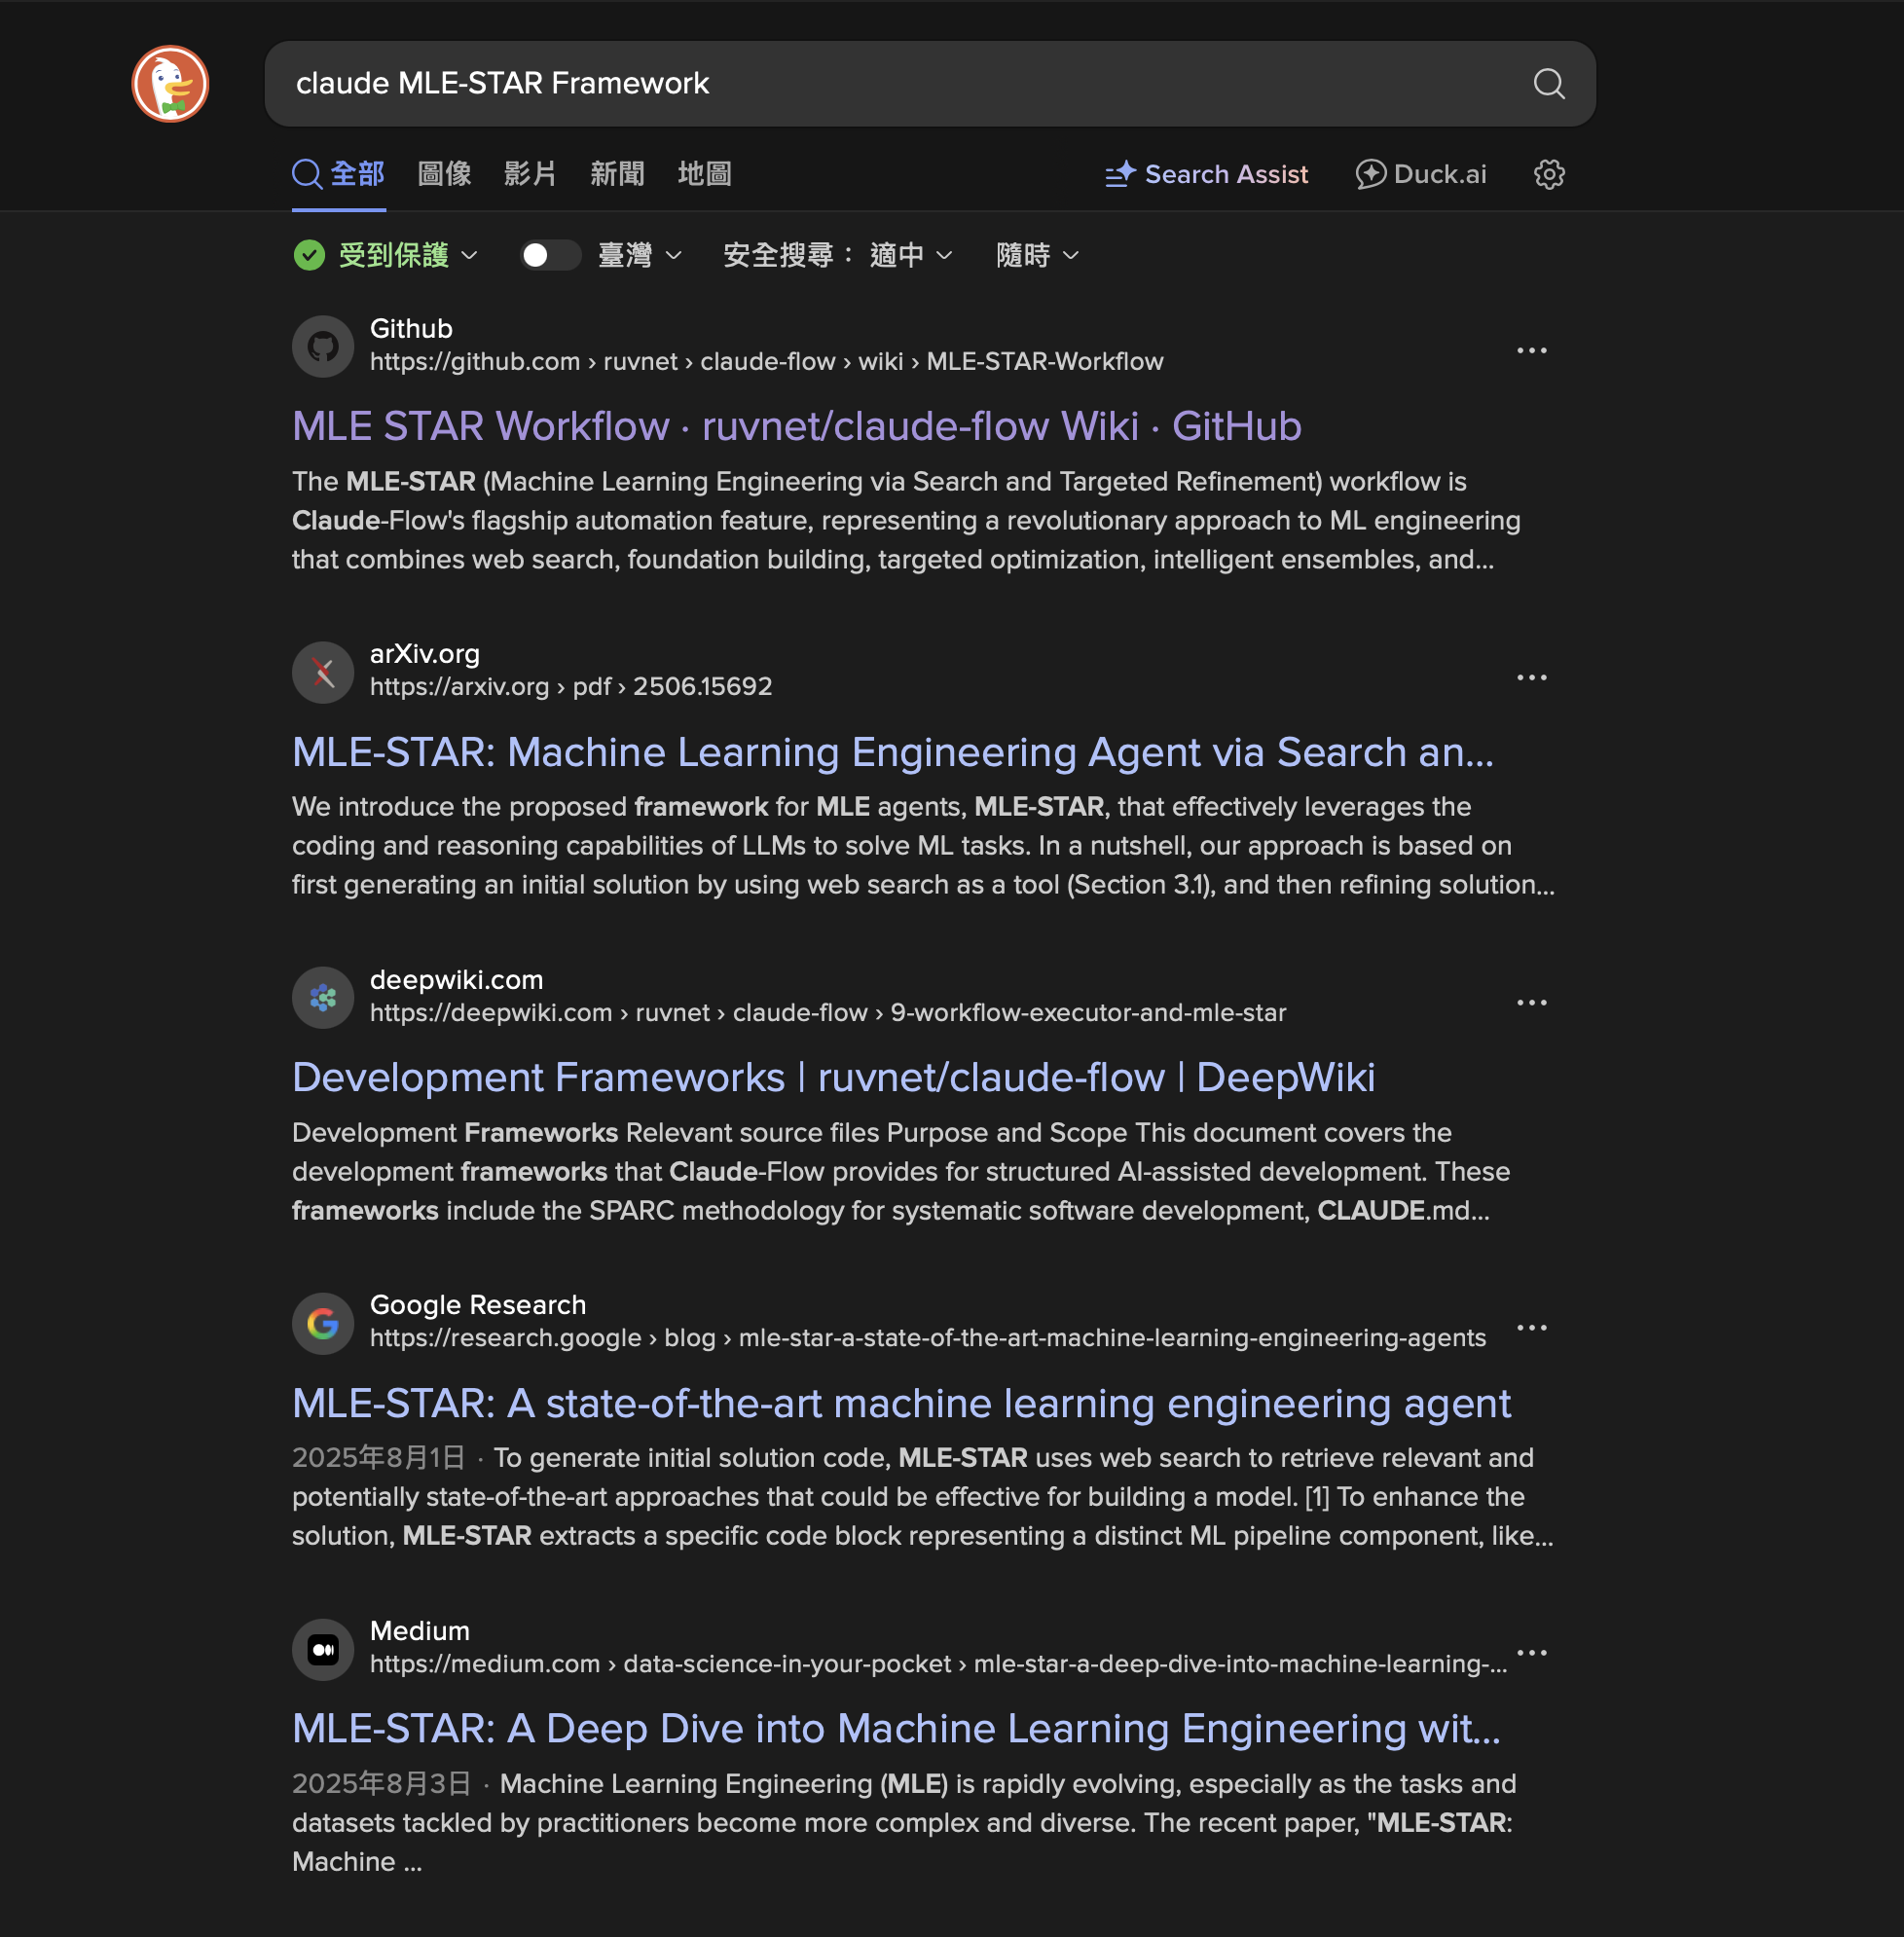 claude MLE-STAR Framework
全部 圖像 影片 新聞 地圖 Search Assist Duck.ai
受到保護 臺灣 安全搜尋： 適中 隨時
Github
https://github.com › ruvnet › claude-flow › wiki › MLE-STAR-Workflow
MLE STAR Workflow · ruvnet/claude-flow Wiki · GitHub
The MLE-STAR (Machine Learning Engineering via Search and Targeted Refinement) workflow is
Claude-Flow's flagship automation feature, representing a revolutionary approach to ML engineering
that combines web search, foundation building, targeted optimization, intelligent ensembles, and...
arXiv.org
https://arxiv.org › pdf › 2506.15692
MLE-STAR: Machine Learning Engineering Agent via Search an...
We introduce the proposed framework for MLE agents, MLE-STAR, that effectively leverages the
coding and reasoning capabilities of LLMs to solve ML tasks. In a nutshell, our approach is based on
first generating an initial solution by using web search as a tool (Section 3.1), and then refining solution...
deepwiki.com
https://deepwiki.com › ruvnet › claude-flow › 9-workflow-executor-and-mle-star
Development Frameworks | ruvnet/claude-flow | DeepWiki
Development Frameworks Relevant source files Purpose and Scope This document covers the
development frameworks that Claude-Flow provides for structured AI-assisted development. These
frameworks include the SPARC methodology for systematic software development, CLAUDE.md...
Google Research
https://research.google › blog › mle-star-a-state-of-the-art-machine-learning-engineering-agents
MLE-STAR: A state-of-the-art machine learning engineering agent
2025年8月1日 · To generate initial solution code, MLE-STAR uses web search to retrieve relevant and
potentially state-of-the-art approaches that could be effective for building a model. [1] To enhance the
solution, MLE-STAR extracts a specific code block representing a distinct ML pipeline component, like...
Medium
https://medium.com › data-science-in-your-pocket › mle-star-a-deep-dive-into-machine-learning-...
MLE-STAR: A Deep Dive into Machine Learning Engineering wit...
2025年8月3日 · Machine Learning Engineering (MLE) is rapidly evolving, especially as the tasks and
datasets tackled by practitioners become more complex and diverse. The recent paper, "MLE-STAR:
Machine ...